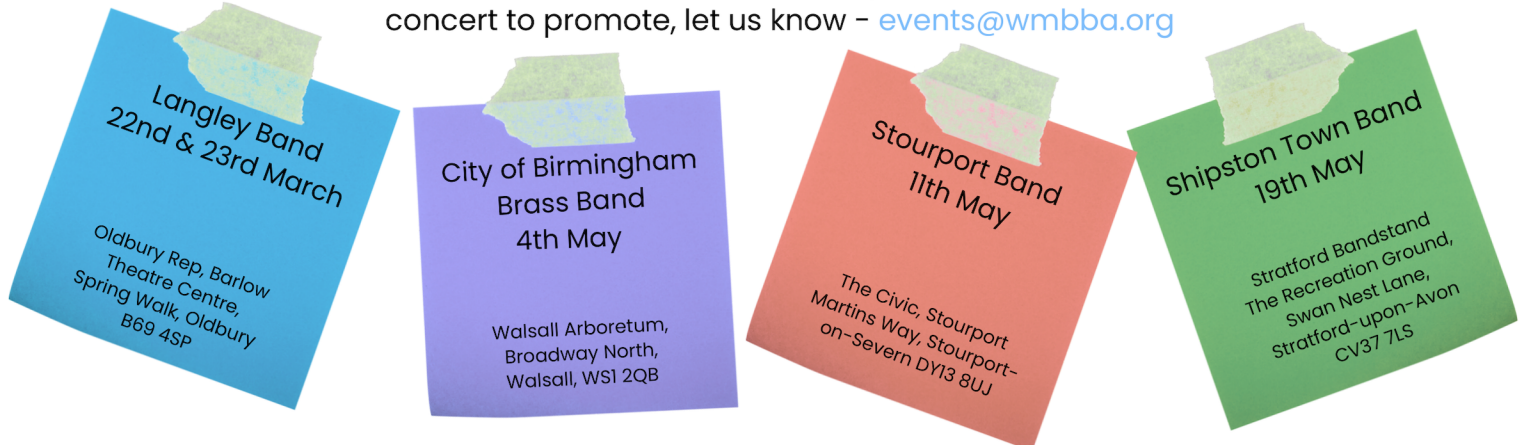 concert to promote, let us know - events@wmbba.org
Langley Band
22nd & 23rd March
Oldbury Rep, Barlow
Theatre Centre,
Spring Walk, Oldbury
B69 4SP
City of Birmingham
Brass Band
4th May
Walsall Arboretum,
Broadway North,
Walsall, WS1 2QB
Stourport Band
11th May
The Civic, Stourport
Martins Way, Stourport-
on-Severn DY13 8UJ
Shipston Town Band
19th May
Stratford Bandstand
The Recreation Ground,
Swan Nest Lane,
Stratford-upon-Avon
CV37 7LS